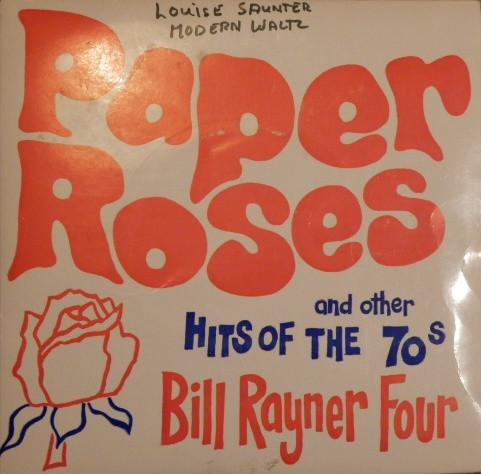 LOUISE SAUNTER
MODERN WALTZ
Paper
Roses
and other
HITS OF THE 70s
Bill Rayner Four